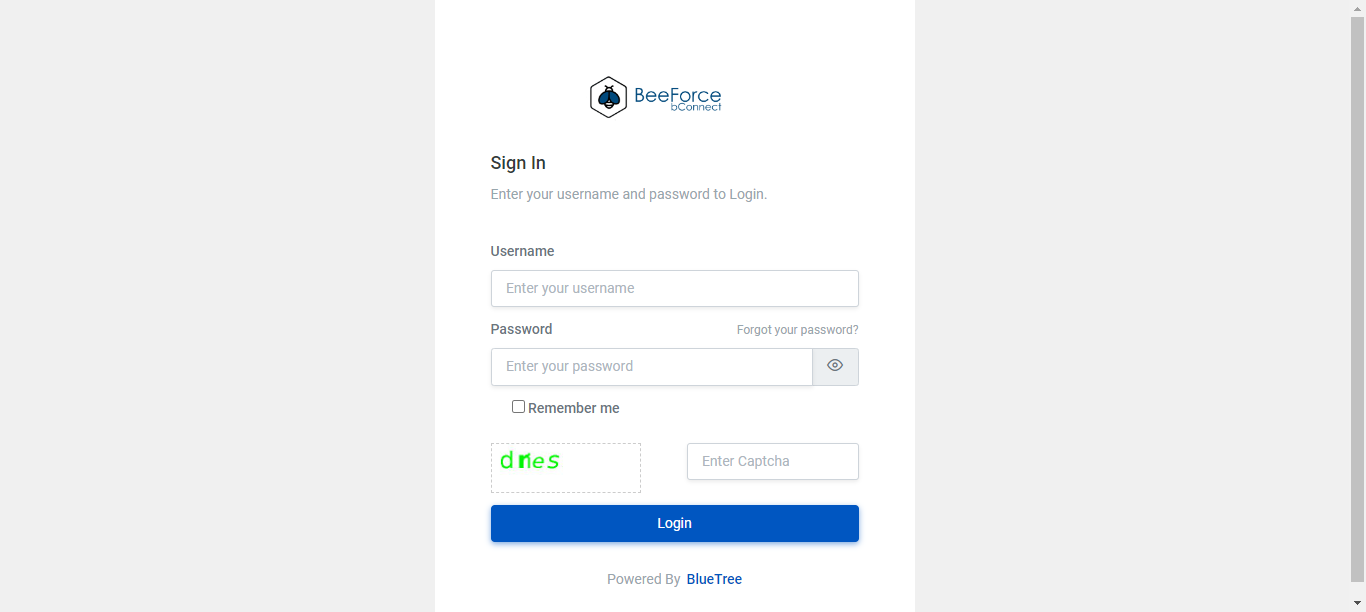 BeeForce
bConnect
Sign In
Enter your username and password to Login.
Username
Enter your username
Password
Forgot your password?
Enter your password
Remember me
Enter Captcha
Login
Powered By BlueTree